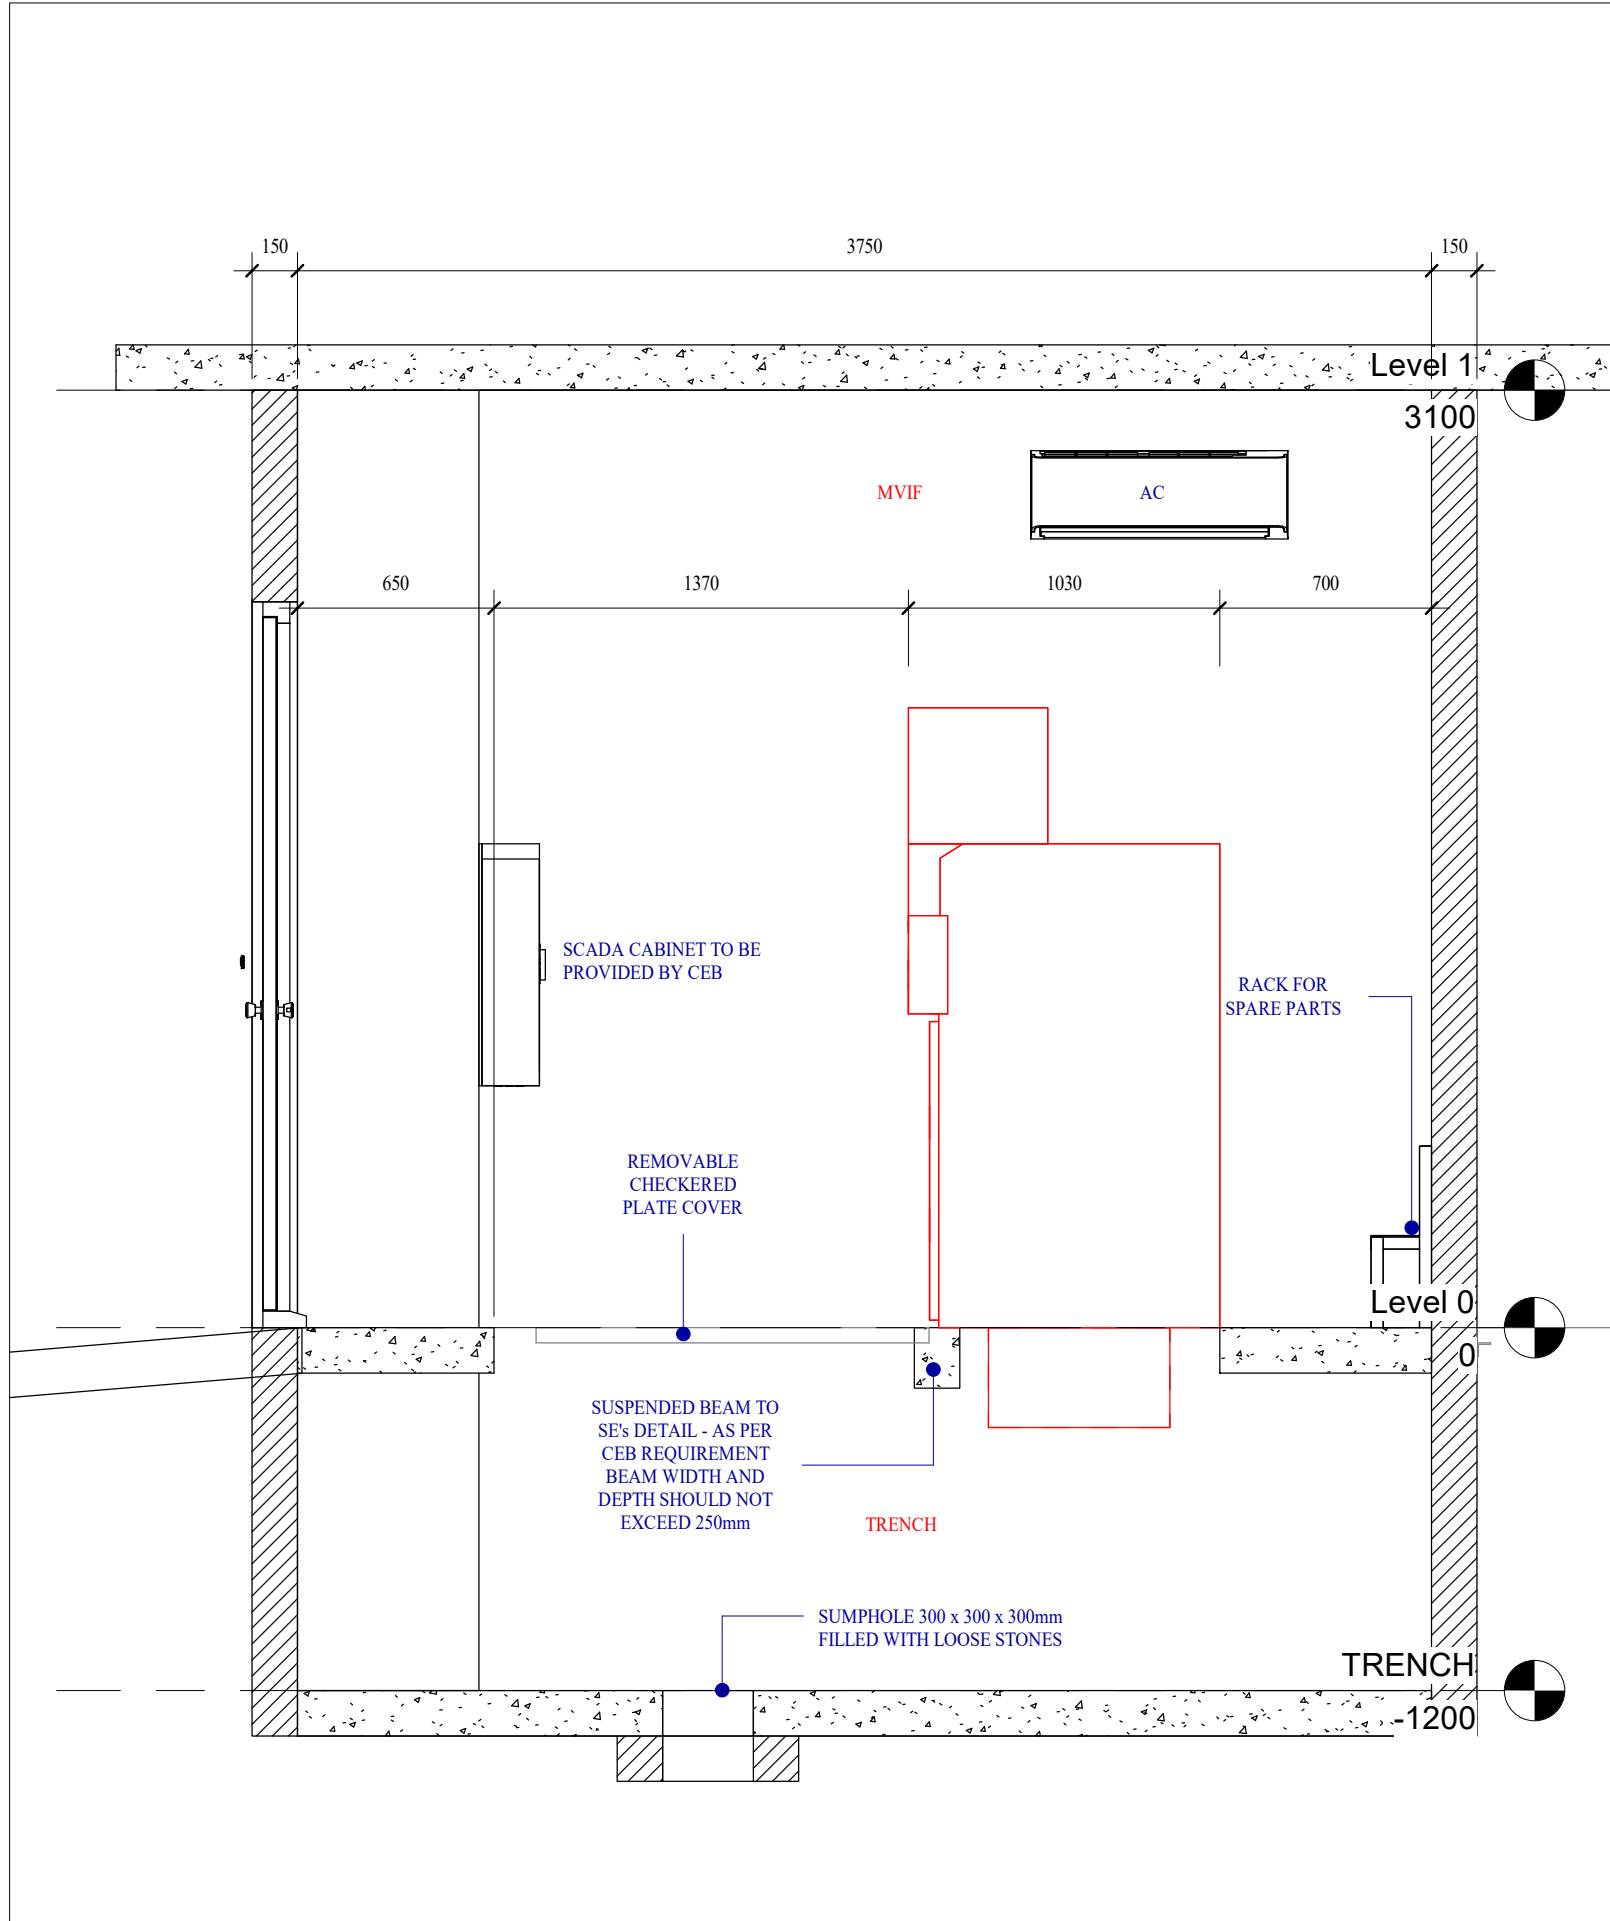 150
3750
150
Level 1
3100
MVIF
AC
650
1370
1030
700
SCADA CABINET TO BE
PROVIDED BY CEB
RACK FOR
SPARE PARTS
REMOVABLE
CHECKERED
PLATE COVER
Level 0
0
SUSPENDED BEAM TO
SE's DETAIL - AS PER
CEB REQUIREMENT
BEAM WIDTH AND
DEPTH SHOULD NOT
EXCEED 250mm
TRENCH
SUMPHOLE 300 x 300 x 300mm
FILLED WITH LOOSE STONES
TRENCH
-1200